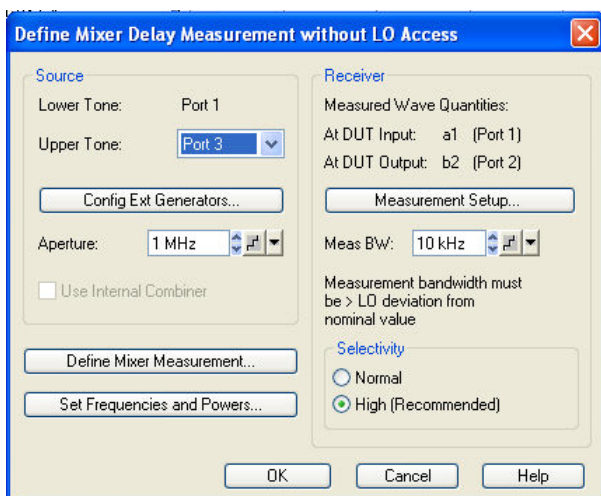 Define Mixer Delay Measurement without LO Access
Source
Lower Tone: Port 1
Upper Tone: Port 3
Config Ext Generators...
Aperture: 1 MHz
Use Internal Combiner
Define Mixer Measurement...
Set Frequencies and Powers...
Receiver
Measured Wave Quantities:
At DUT Input: a1 (Port 1)
At DUT Output: b2 (Port 2)
Measurement Setup...
Meas BW: 10 kHz
Measurement bandwidth must
be > LO deviation from
nominal value
Selectivity
Normal
High (Recommended)
OK
Cancel
Help